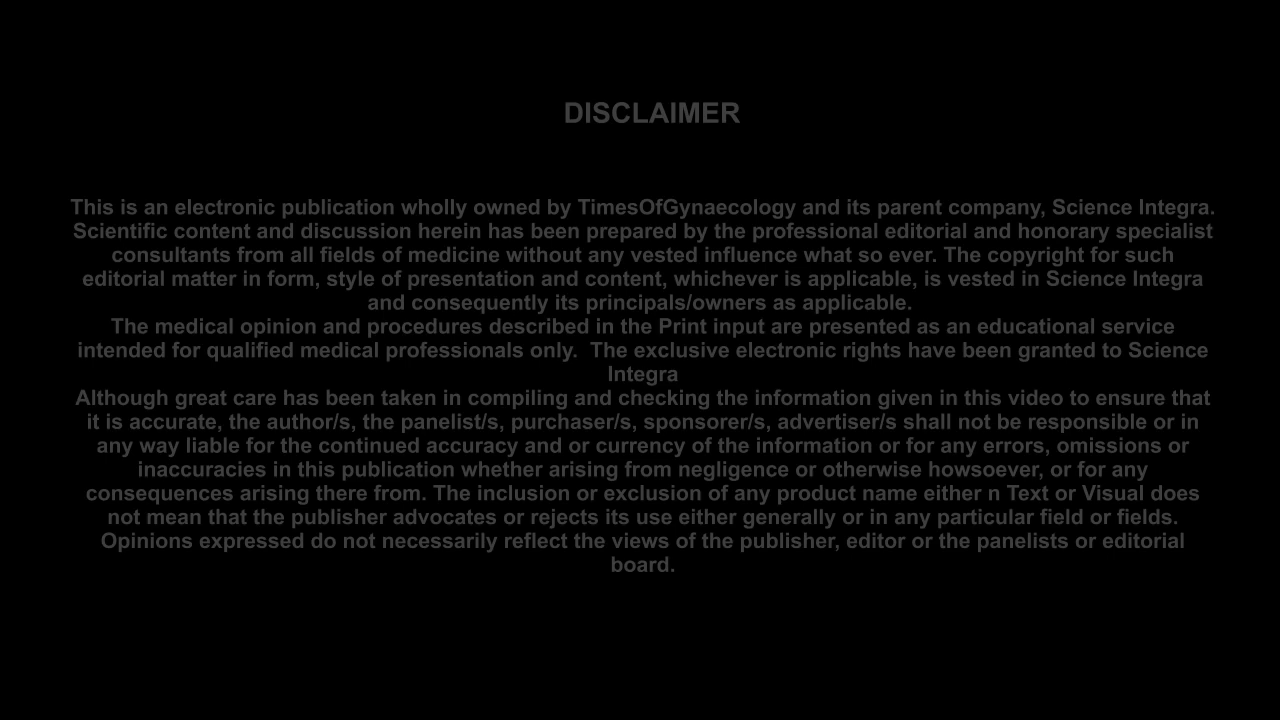 DISCLAIMER
This is an electronic publication wholly owned by TimesOfGynaecology and its parent company, Science Integra.
Scientific content and discussion herein has been prepared by the professional editorial and honorary specialist
consultants from all fields of medicine without any vested influence what so ever. The copyright for such
editorial matter in form, style of presentation and content, whichever is applicable, is vested in Science Integra
and consequently its principals/owners as applicable.
The medical opinion and procedures described in the Print input are presented as an educational service
intended for qualified medical professionals only.  The exclusive electronic rights have been granted to Science
Integra
Although great care has been taken in compiling and checking the information given in this video to ensure that
it is accurate, the author/s, the panelist/s, purchaser/s, sponsorer/s, advertiser/s shall not be responsible or in
any way liable for the continued accuracy and or currency of the information or for any errors, omissions or
inaccuracies in this publication whether arising from negligence or otherwise howsoever, or for any
consequences arising there from. The inclusion or exclusion of any product name either n Text or Visual does
not mean that the publisher advocates or rejects its use either generally or in any particular field or fields.
Opinions expressed do not necessarily reflect the views of the publisher, editor or the panelists or editorial
board.